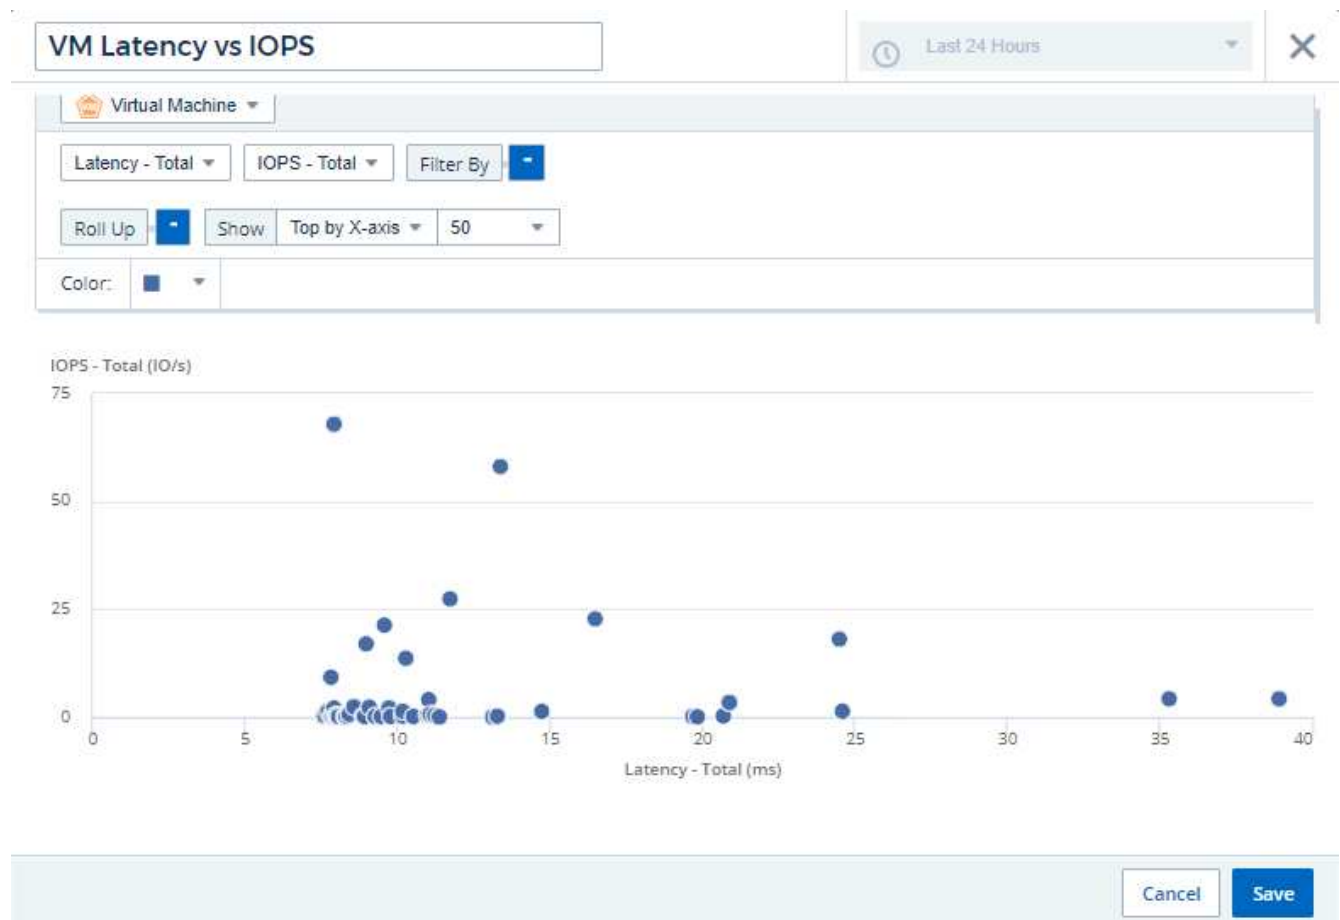 VM Latency vs IOPS
Last 24 Hours
Virtual Machine
Latency - Total IOPS - Total Filter By -
Roll Up - Show Top by X-axis 50
Color:
IOPS - Total (IO/s)
75
50
25
0
0 5 10 15 20 25 30 35 40
Latency - Total (ms)
Cancel Save